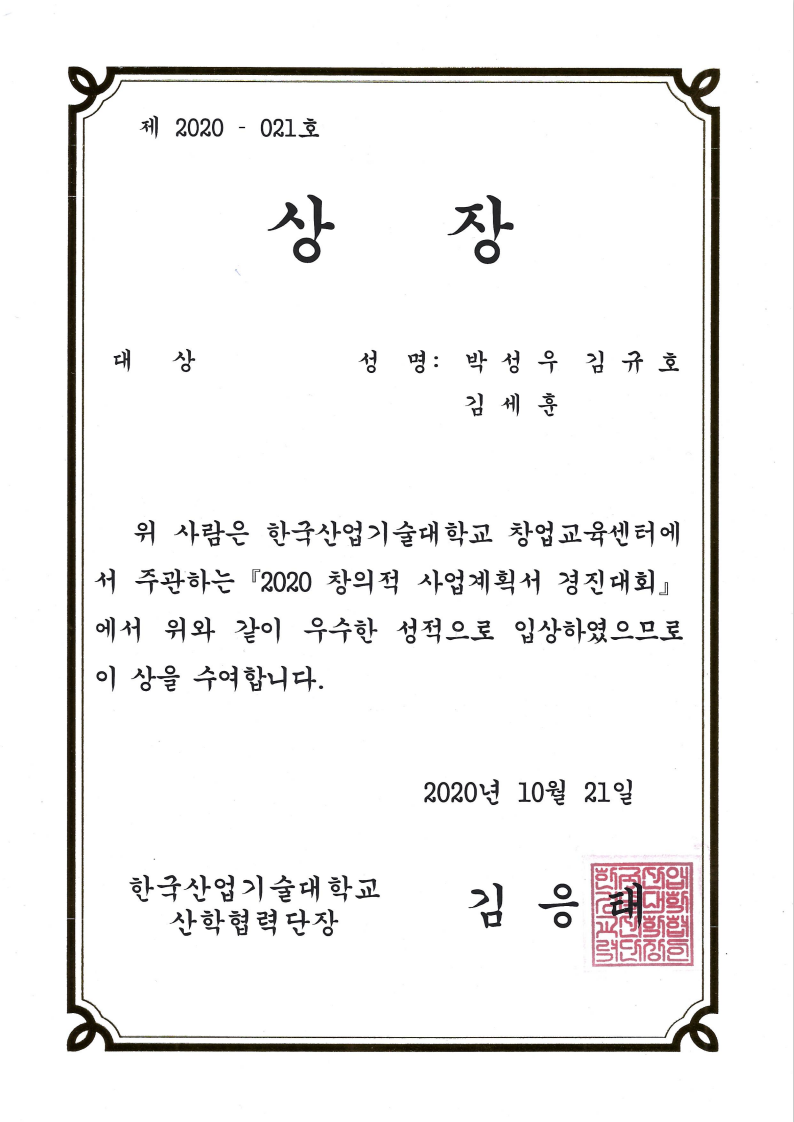 제 2020 - 021호
상 장
대 상 성 명: 박 성 우 김 규 호
김 세 훈
위 사람은 한국산업기술대학교 창업교육센터에
서 주관하는『2020 창의적 사업계획서 경진대회』
에서 위와 같이 우수한 성적으로 입상하였으므로
이 상을 수여합니다.
2020년 10월 21일
한국산업기술대학교
산학협력단장
김 응 태